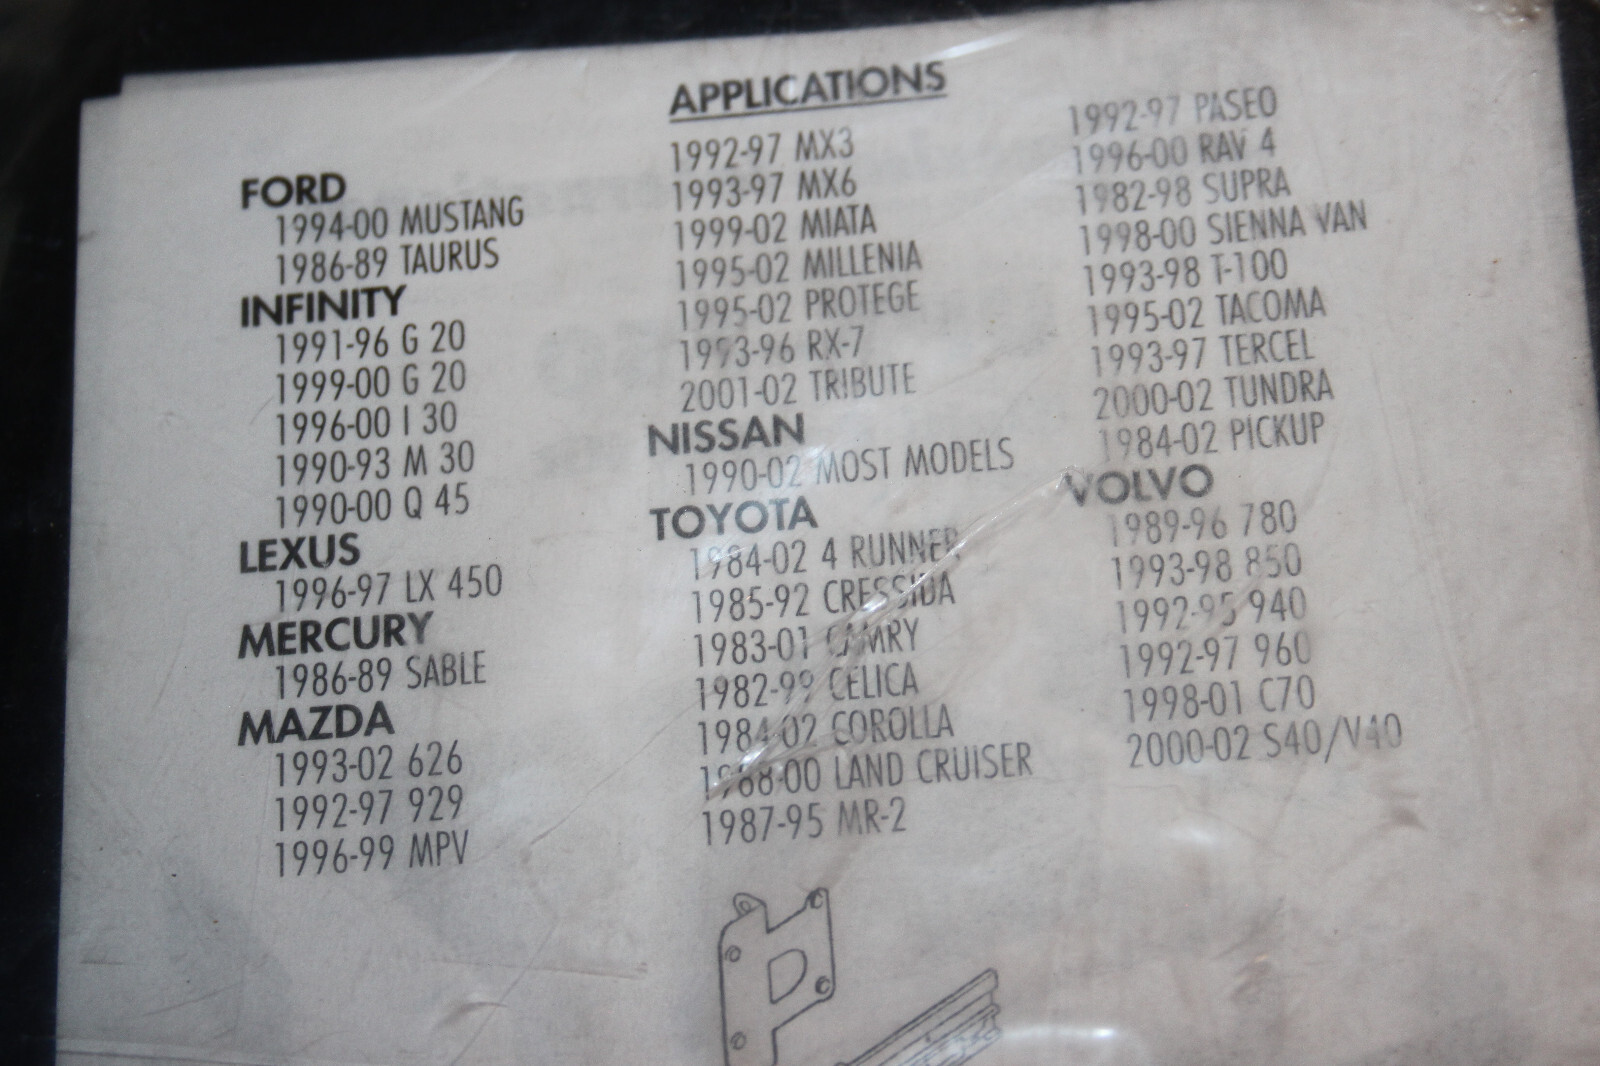 APPLICATIONS
FORD
1994-00 MUSTANG
1986-89 TAURUS
INFINITY
1991-96 G 20
1999-00 G 20
1996-00 I 30
1990-93 M 30
1990-00 Q 45
LEXUS
1996-97 LX 450
MERCURY
1986-89 SABLE
MAZDA
1993-02 626
1992-97 929
1996-99 MPV
1992-97 MX3
1993-97 MX6
1999-02 MIATA
1995-02 MILLENIA
1995-02 PROTEGE
1993-96 RX-7
2001-02 TRIBUTE
NISSAN
1990-02 MOST MODELS
TOYOTA
1984-02 4 RUNNER
1985-92 CRESSIDA
1983-01 CAMRY
1982-99 CELICA
1984-02 COROLLA
1988-00 LAND CRUISER
1987-95 MR-2
1992-97 PASEO
1996-00 RAV 4
1982-98 SUPRA
1998-00 SIENNA VAN
1993-98 T-100
1995-02 TACOMA
1993-97 TERCEL
2000-02 TUNDRA
1984-02 PICKUP
VOLVO
1989-96 780
1993-98 850
1992-95 940
1992-97 960
1998-01 C70
2000-02 S40/V40